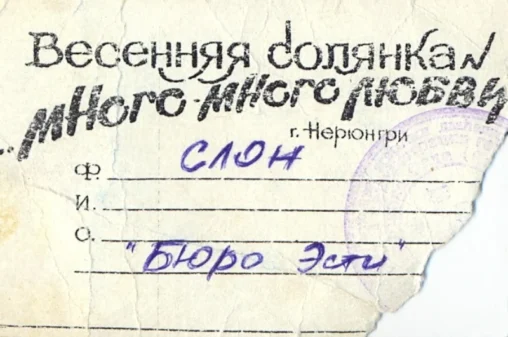 Весенняя солянка
..много-много любви
г. Нерюнгри
Ф СЛОН
И.
О.
"Бюро Эсти"